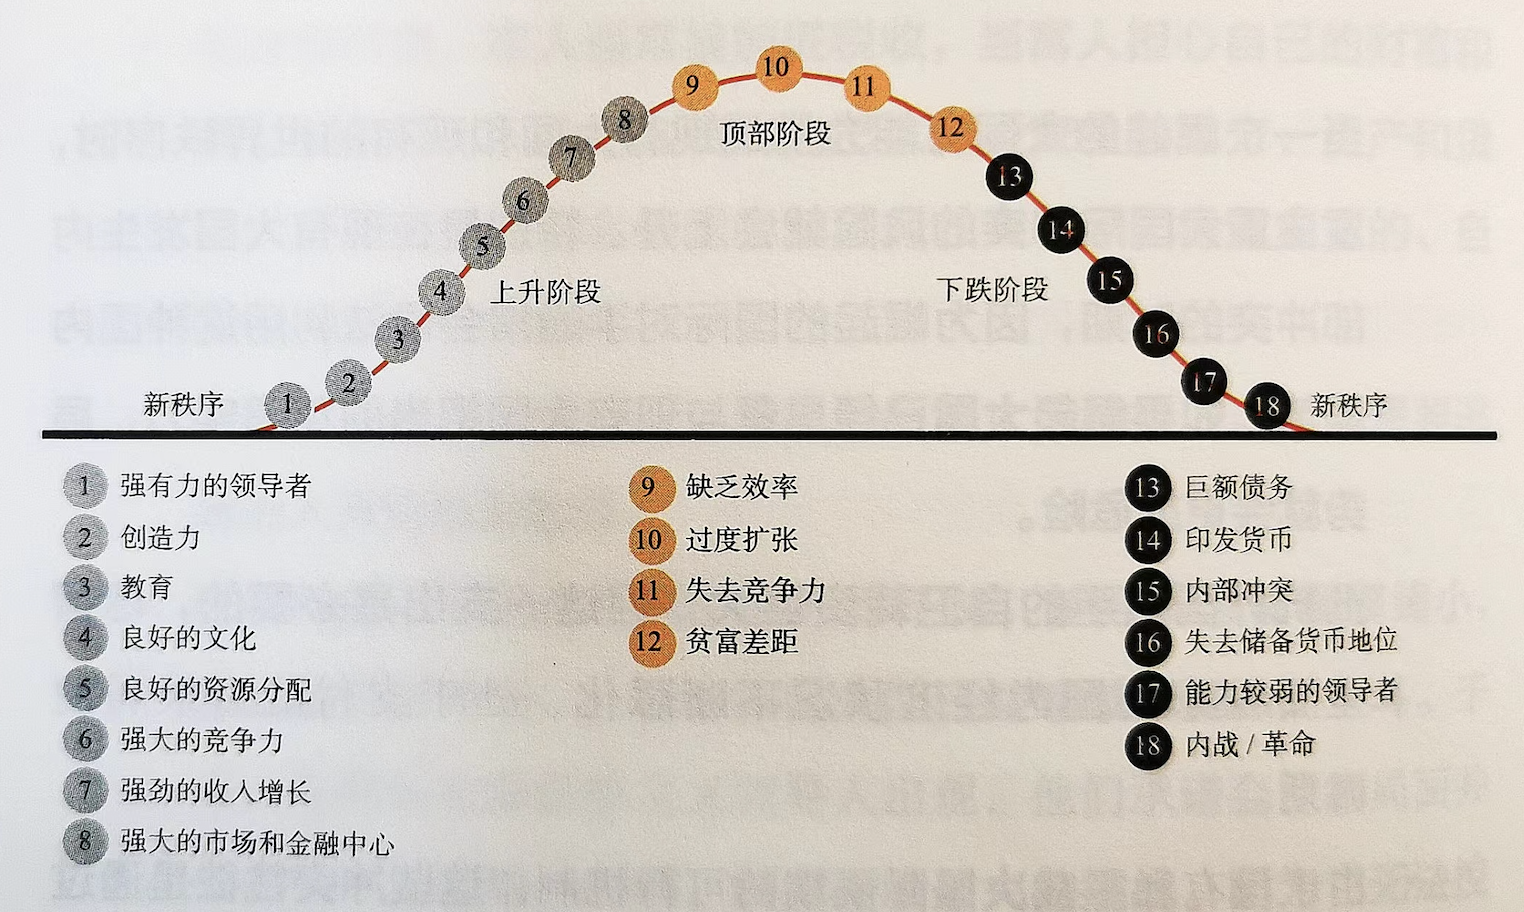 9
10
11
8
顶部阶段
12
7
13
6
14
5
15
4
上升阶段
下跌阶段
3
16
2
17
新秩序
1
18
新秩序
1 强有力的领导者
2 创造力
3 教育
4 良好的文化
5 良好的资源分配
6 强大的竞争力
7 强劲的收入增长
8 强大的市场和金融中心
9 缺乏效率
10 过度扩张
11 失去竞争力
12 贫富差距
13 巨额债务
14 印发货币
15 内部冲突
16 失去储备货币地位
17 能力较弱的领导者
18 内战 / 革命